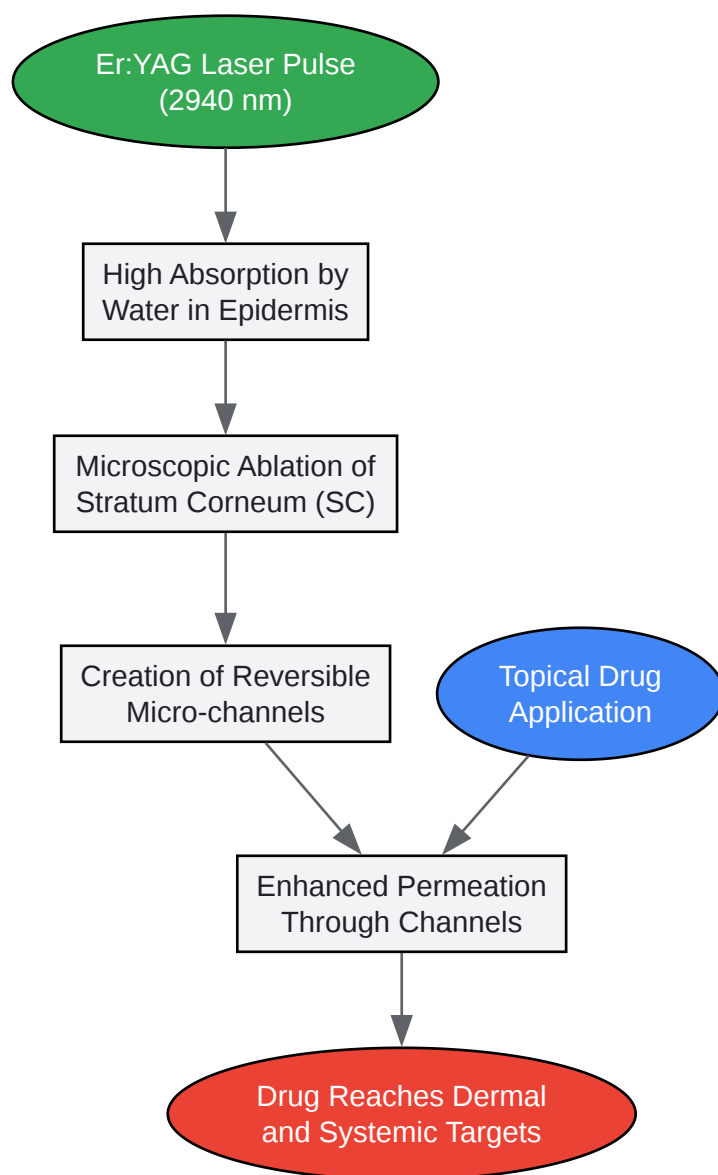 Er:YAG Laser Pulse
(2940 nm)
High Absorption by
Water in Epidermis
Microscopic Ablation of
Stratum Corneum (SC)
Creation of Reversible
Micro-channels
Topical Drug
Application
Enhanced Permeation
Through Channels
Drug Reaches Dermal
and Systemic Targets